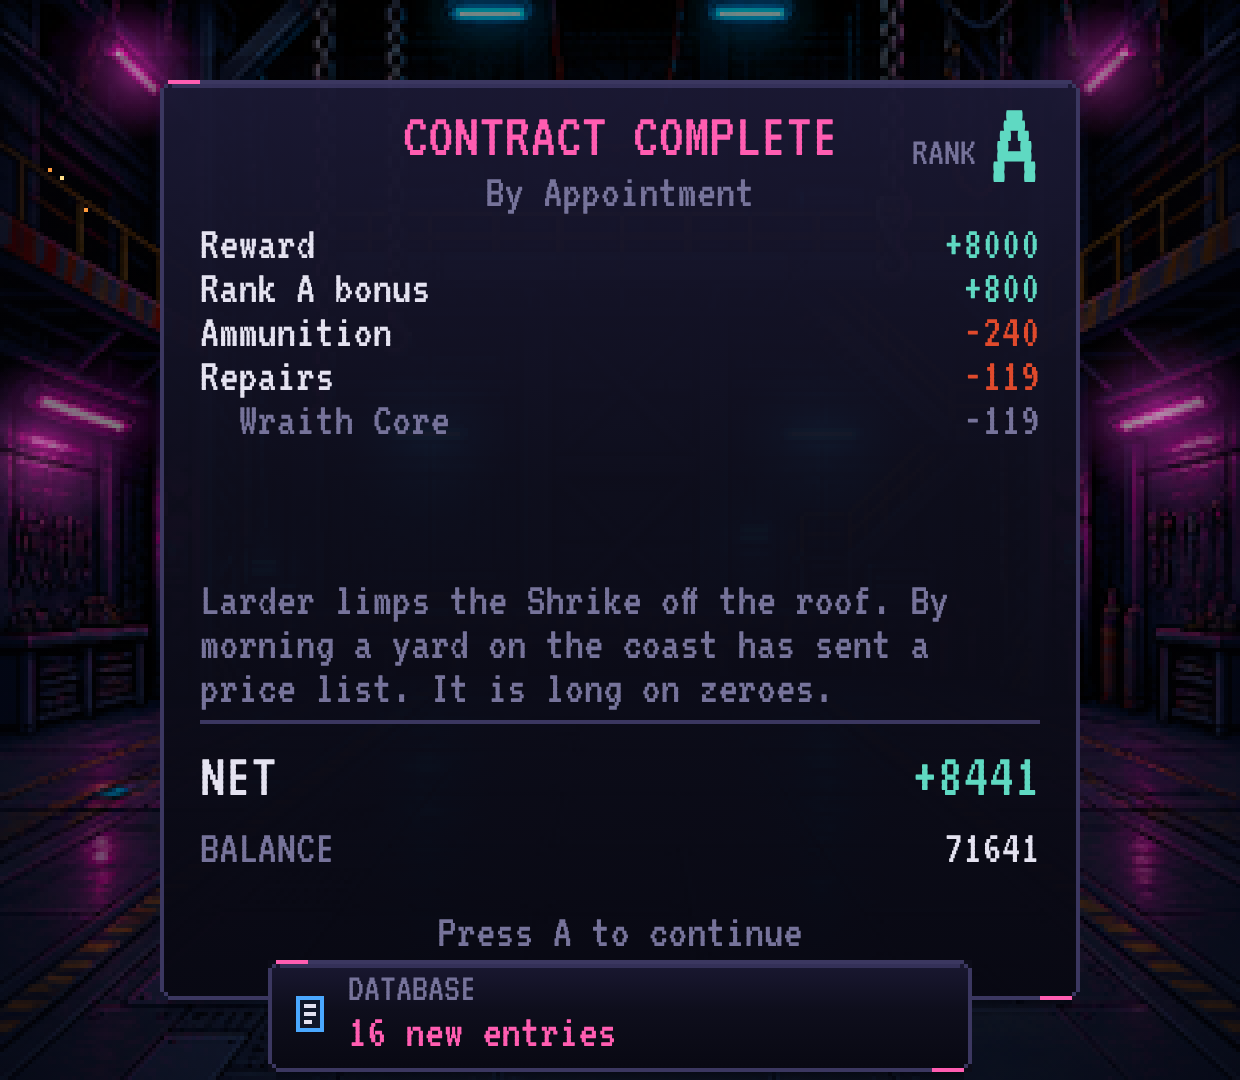 CONTRACT COMPLETE
RANK A
By Appointment
Reward +8000
Rank A bonus +800
Ammunition -240
Repairs -119
Wraith Core -119
Larder limps the Shrike off the roof. By
morning a yard on the coast has sent a
price list. It is long on zeroes.
NET +8441
BALANCE 71641
Press A to continue
DATABASE
16 new entries